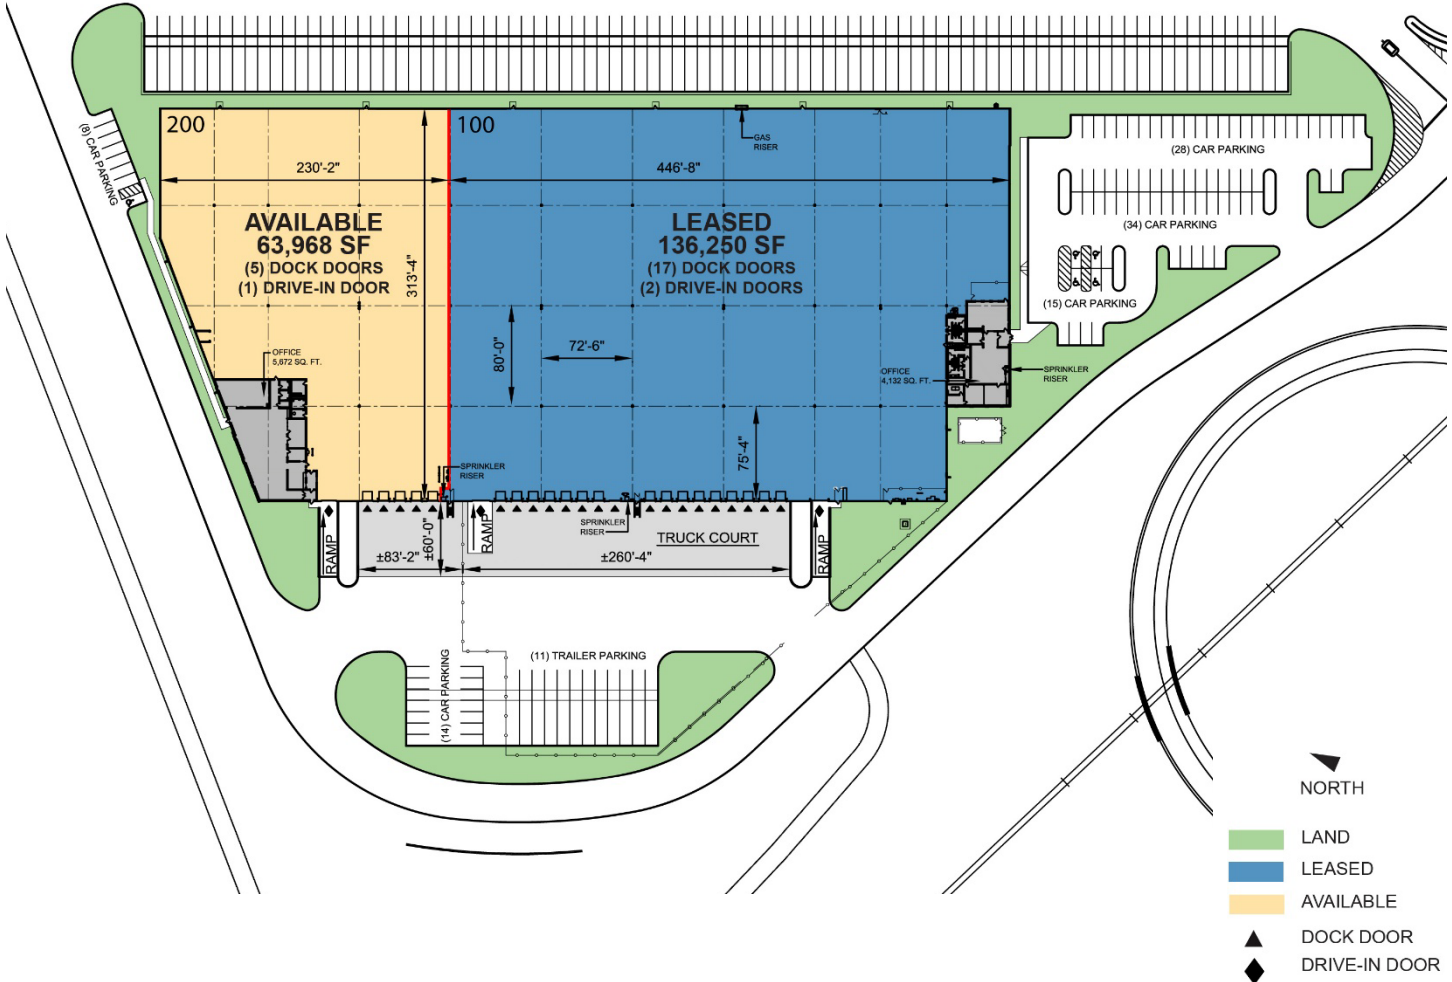 200
100
GAS
RISER
(8) CAR PARKING
230'-2"
446'-8"
(28) CAR PARKING
AVAILABLE
63,968 SF
(5) DOCK DOORS
(1) DRIVE-IN DOOR
313'-4"
LEASED
136,250 SF
(17) DOCK DOORS
(2) DRIVE-IN DOORS
(34) CAR PARKING
(15) CAR PARKING
80'-0"
72'-6"
OFFICE
5,672 SQ. FT.
OFFICE
4,132 SQ. FT.
SPRINKLER
RISER
75'-4"
SPRINKLER
RISER
SPRINKLER
RISER
RAMP
±83'-2"
±60'-0"
RAMP
TRUCK COURT
±260'-4"
RAMP
(14) CAR PARKING
(11) TRAILER PARKING
NORTH
LAND
LEASED
AVAILABLE
DOCK DOOR
DRIVE-IN DOOR